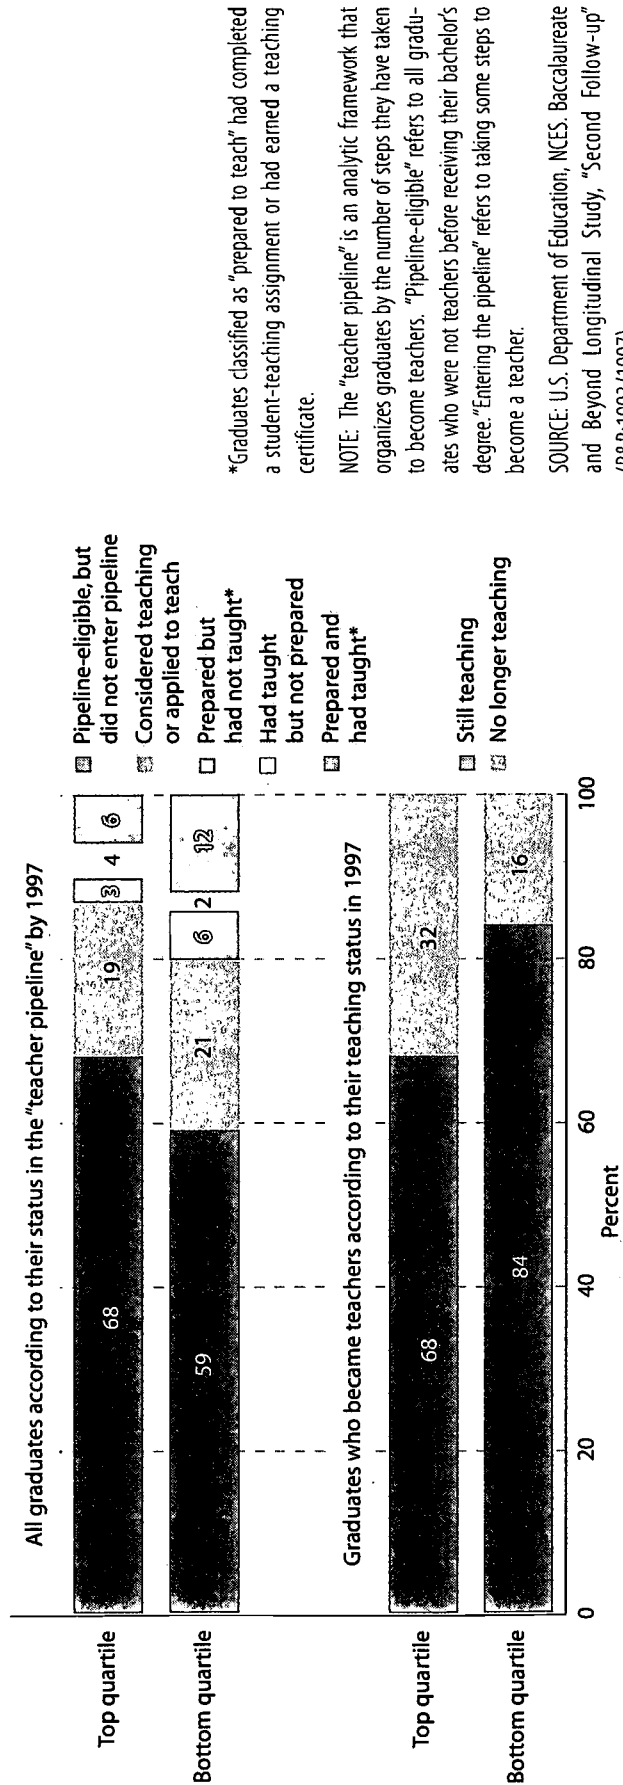 All graduates according to their status in the "teacher pipeline" by 1997
Top quartile
68
19
3
4
6
Bottom quartile
59
21
6
2
12
Pipeline-eligible, but
did not enter pipeline
Considered teaching
or applied to teach
Prepared but
had not taught*
Had taught
but not prepared
Prepared and
had taught*
Graduates who became teachers according to their teaching status in 1997
Top quartile
68
32
Bottom quartile
84
16
Still teaching
No longer teaching
0 20 40 60 80 100
Percent
*Graduates classified as "prepared to teach" had completed
a student-teaching assignment or had earned a teaching
certificate.
NOTE: The "teacher pipeline" is an analytic framework that
organizes graduates by the number of steps they have taken
to become teachers. "Pipeline-eligible" refers to all gradu-
ates who were not teachers before receiving their bachelor's
degree. "Entering the pipeline" refers to taking some steps to
become a teacher.
SOURCE: U.S. Department of Education, NCES. Baccalaureate
and Beyond Longitudinal Study, "Second Follow-up"
(B&B:1993/1997)